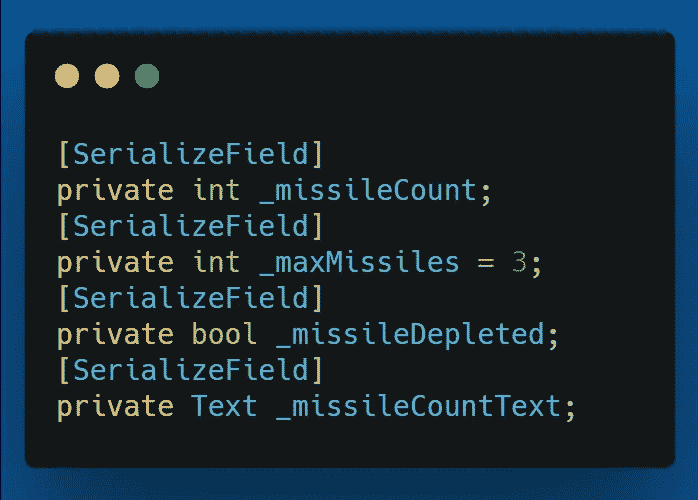 [SerializeField]
private int _missileCount;
[SerializeField]
private int _maxMissiles = 3;
[SerializeField]
private bool _missileDepleted;
[SerializeField]
private Text _missileCountText;